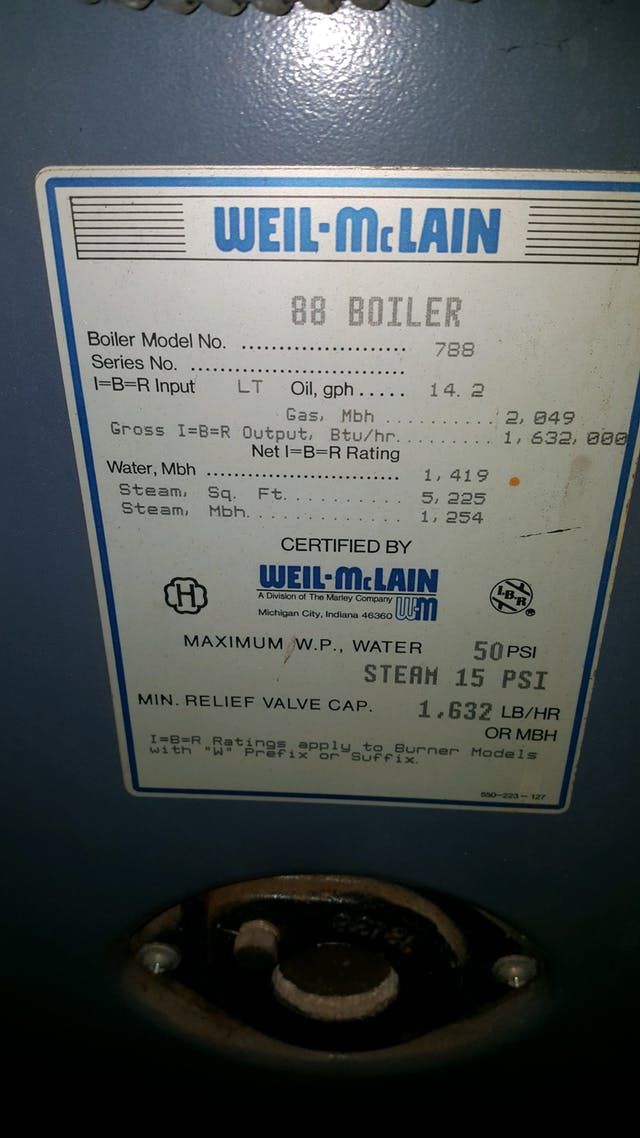 WEIL-McLAIN
88 BOILER
Boiler Model No. ........................... 788
Series No. ...................................
I=B=R Input LT Oil, gph ..... 14.2
Gas, Mbh .......... 2,049
Gross I=B=R Output, Btu/hr.......... 1,632,000
Net I=B=R Rating
Water, Mbh ............................... 1,419
Steam, Sq. Ft........... 5,225
Steam, Mbh.............. 1,254
CERTIFIED BY
H
WEIL-McLAIN
A Division of The Marley Company
Michigan City, Indiana 46360
W-M
I=B=R ®
MAXIMUM W.P., WATER 50 PSI
STEAM 15 PSI
MIN. RELIEF VALVE CAP. 1,632 LB/HR
OR MBH
I=B=R Ratings apply to Burner Models
with "W" Prefix or Suffix.
550-223-127